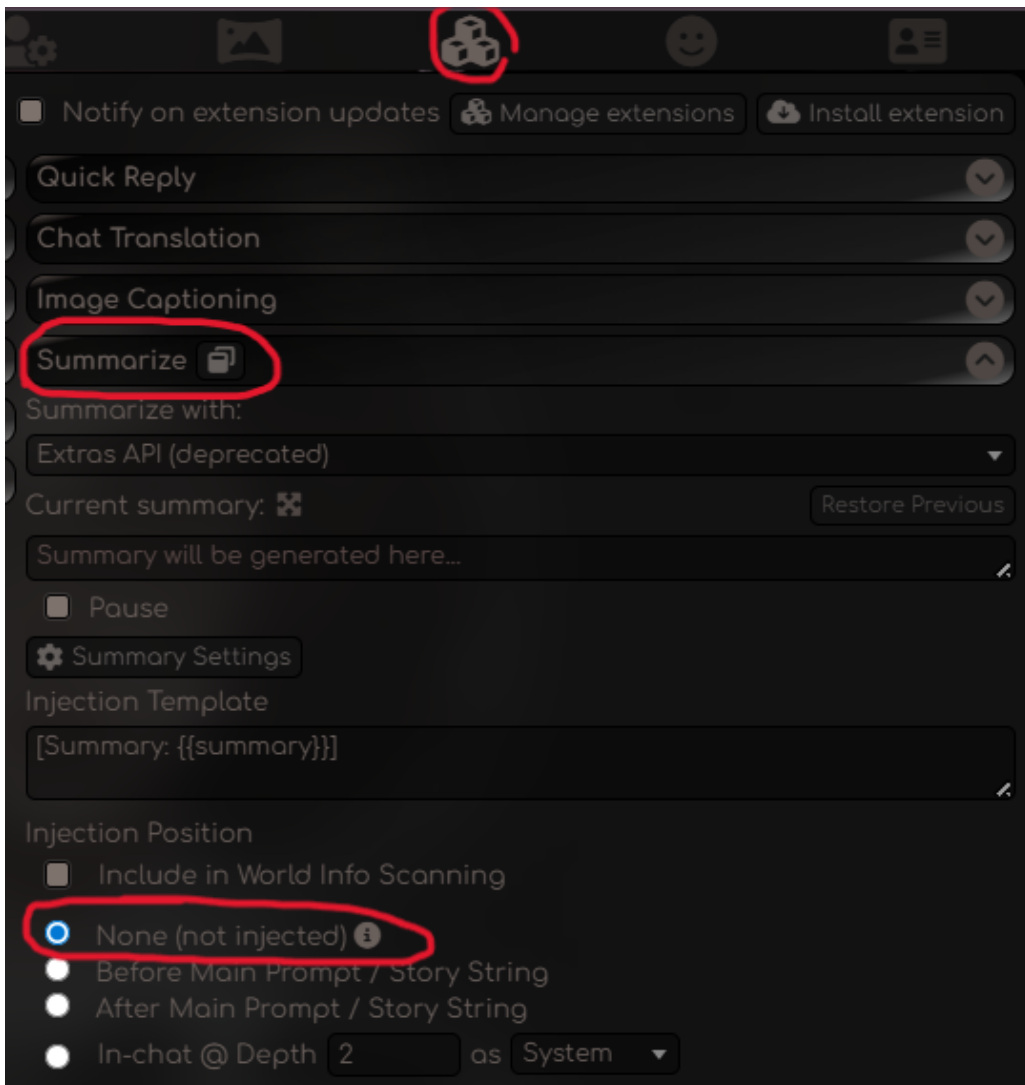 Notify on extension updates Manage extensions Install extension
Quick Reply
Chat Translation
Image Captioning
Summarize
Summarize with:
Extras API (deprecated)
Current summary: Restore Previous
Summary will be generated here...
Pause
Summary Settings
Injection Template
[Summary: {{summary}}]
Injection Position
Include in World Info Scanning
None (not injected)
Before Main Prompt / Story String
After Main Prompt / Story String
In-chat @ Depth 2 as System